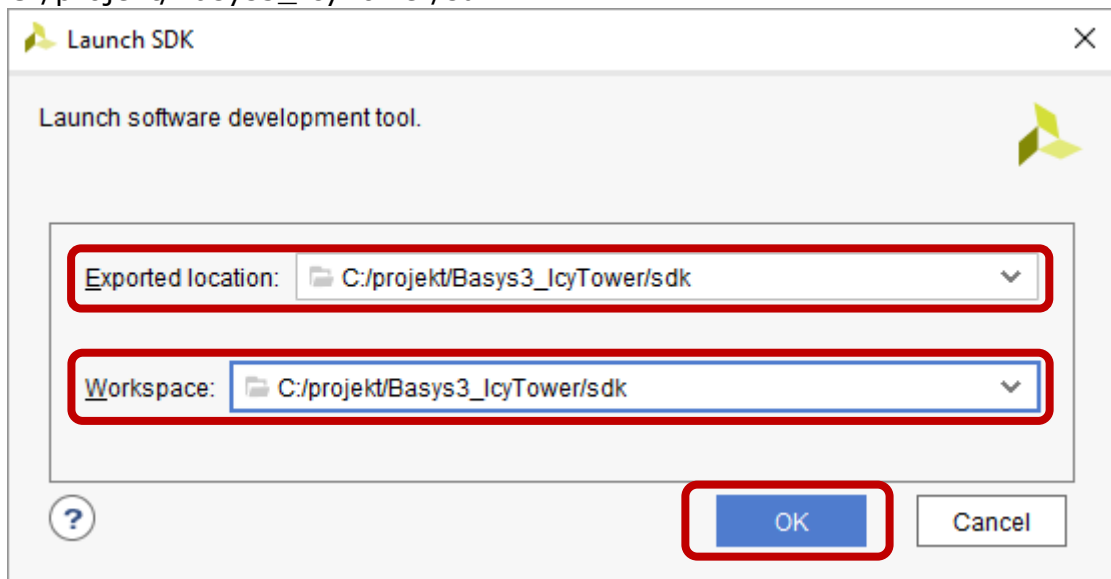 Launch SDK
Launch software development tool.
Exported location: C:/projekt/Basys3_IcyTower/sdk
Workspace: C:/projekt/Basys3_IcyTower/sdk
?
OK Cancel